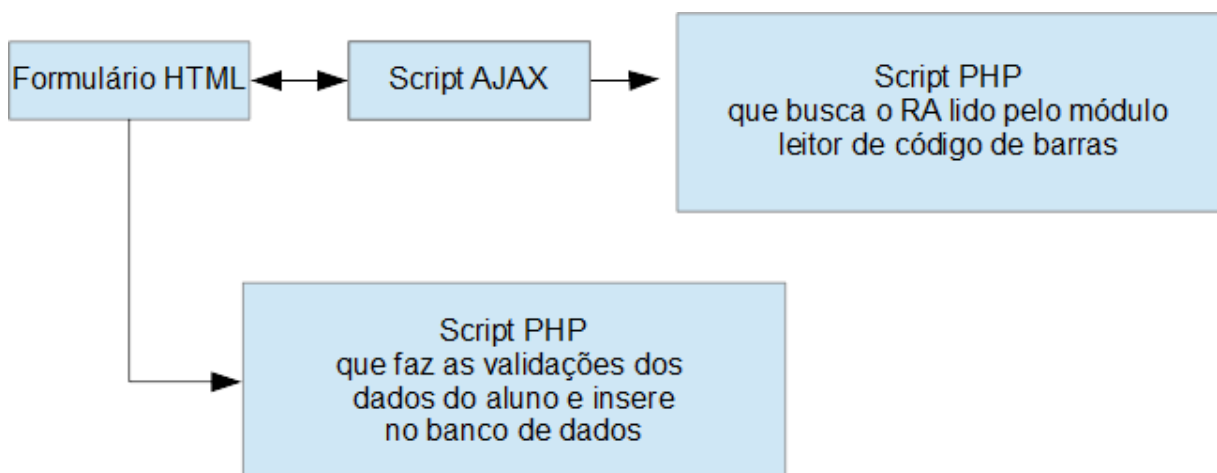 Formulário HTML
Script AJAX
Script PHP
que busca o RA lido pelo módulo
leitor de código de barras
Script PHP
que faz as validações dos
dados do aluno e insere
no banco de dados